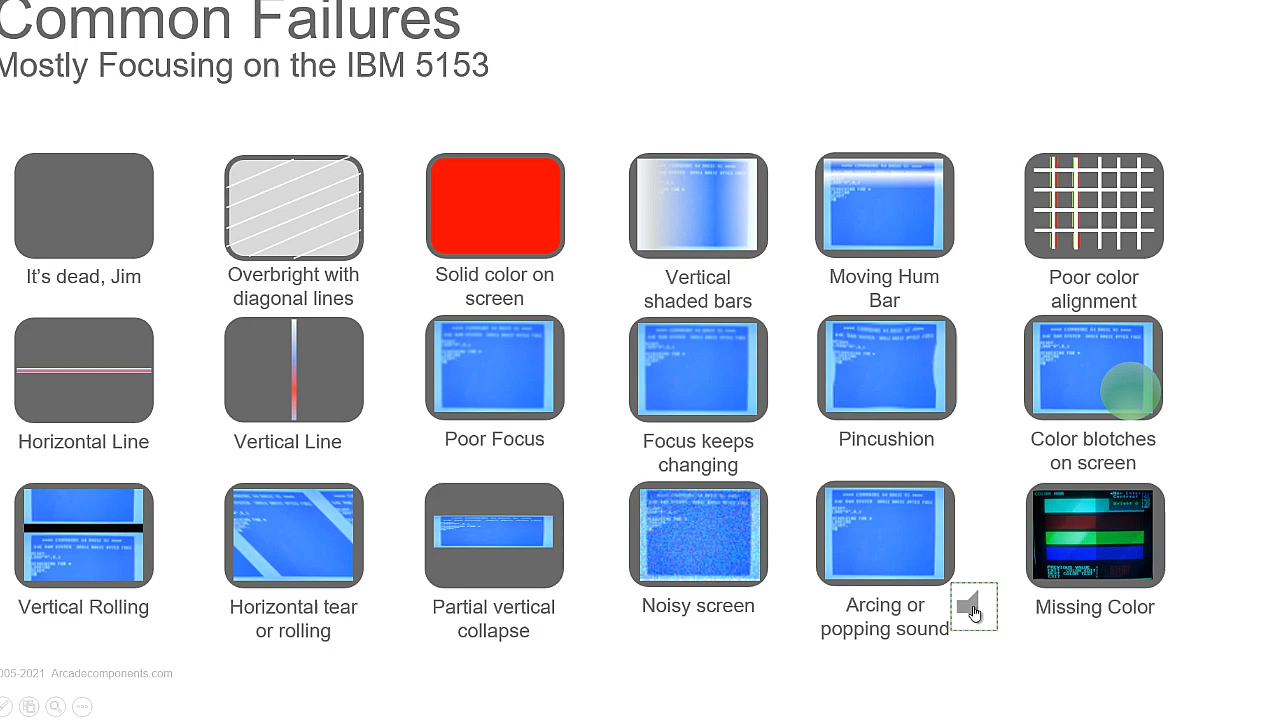 Common Failures
Mostly Focusing on the IBM 5153
It's dead, Jim
Overbright with
diagonal lines
Solid color on
screen
Vertical
shaded bars
Moving Hum
Bar
Poor color
alignment
Horizontal Line
Vertical Line
Poor Focus
Focus keeps
changing
Pincushion
Color blotches
on screen
Vertical Rolling
Horizontal tear
or rolling
Partial vertical
collapse
Noisy screen
Arcing or
popping sound
Missing Color
005-2021 Arcadecomponents.com